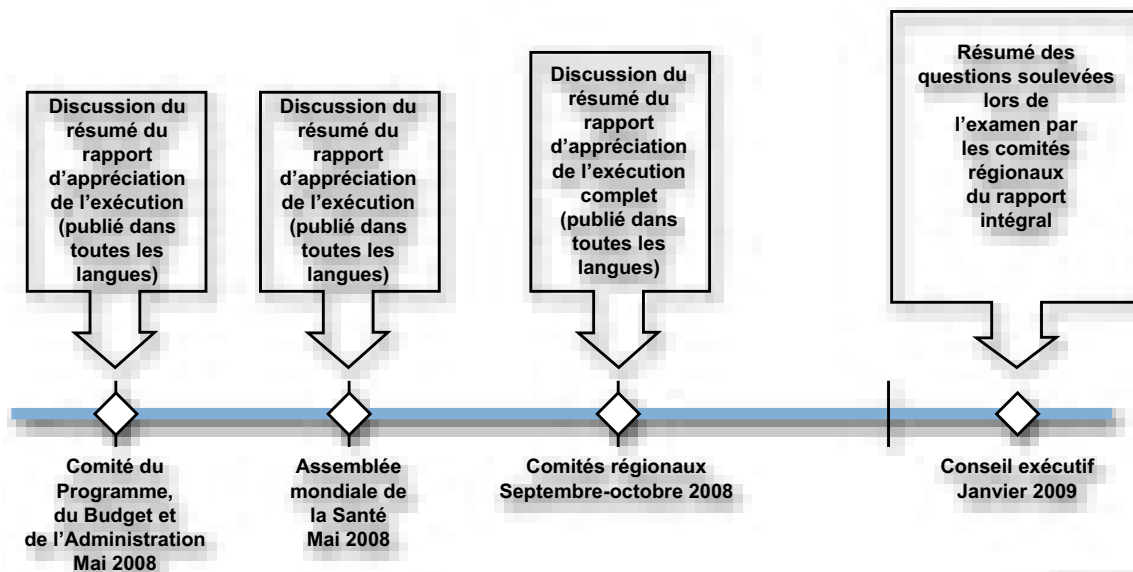 Discussion du
résumé du
rapport
d’appréciation
de l’exécution
(publié dans
toutes les
langues)
Discussion du
résumé du
rapport
d’appréciation
de l’exécution
(publié dans
toutes les
langues)
Discussion du
résumé du
rapport
d’appréciation
de l’exécution
complet
(publié dans
toutes les
langues)
Résumé des
questions soulevées
lors de
l’examen par
les comités
régionaux
du rapport
intégral
Comité du
Programme,
du Budget et
de l’Administration
Mai 2008
Assemblée
mondiale de
la Santé
Mai 2008
Comités régionaux
Septembre-octobre 2008
Conseil exécutif
Janvier 2009